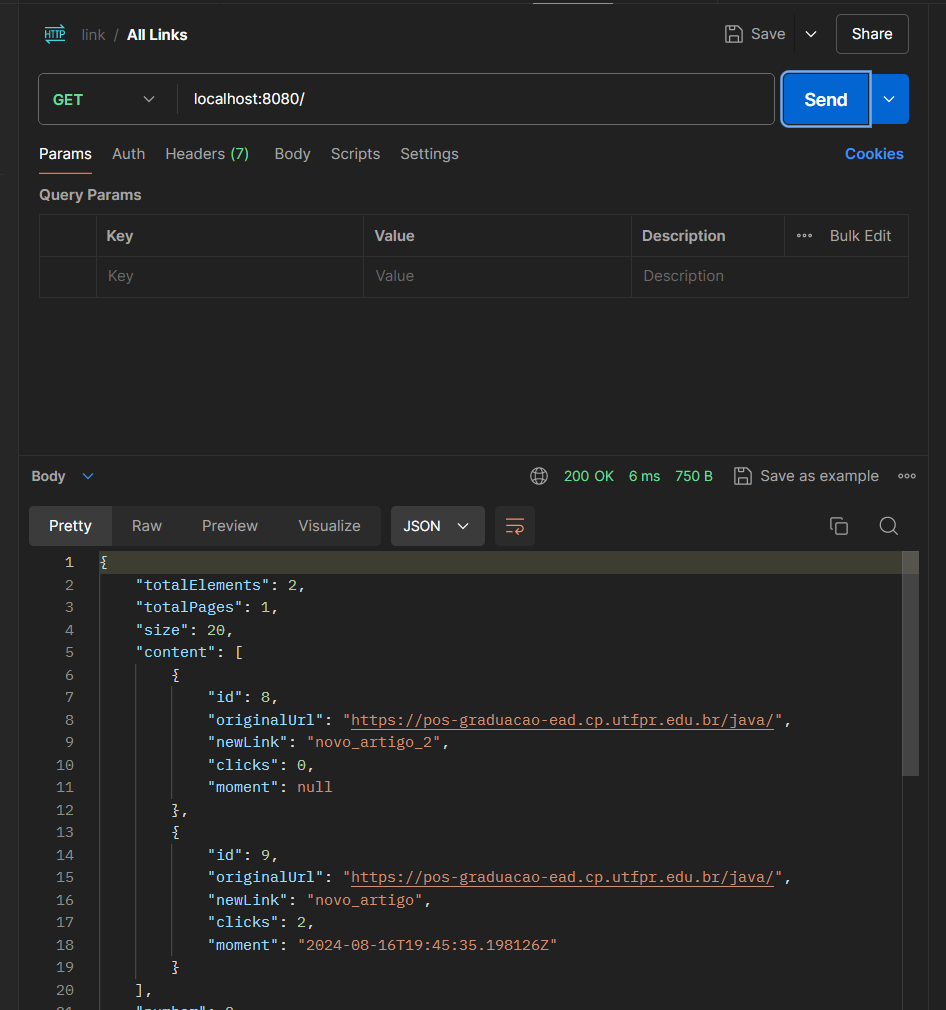 HTTP link / All Links Save Share
GET localhost:8080/ Send
Params Auth Headers (7) Body Scripts Settings Cookies
Query Params
Key Value Description Bulk Edit
Key Value Description
Body 200 OK 6 ms 750 B Save as example
Pretty Raw Preview Visualize JSON
1 {
2 "totalElements": 2,
3 "totalPages": 1,
4 "size": 20,
5 "content": [
6 {
7 "id": 8,
8 "originalUrl": "https://pos-graduacao-ead.cp.utfpr.edu.br/java/",
9 "newLink": "novo_artigo_2",
10 "clicks": 0,
11 "moment": null
12 },
13 {
14 "id": 9,
15 "originalUrl": "https://pos-graduacao-ead.cp.utfpr.edu.br/java/",
16 "newLink": "novo_artigo",
17 "clicks": 2,
18 "moment": "2024-08-16T19:45:35.198126Z"
19 }
20 ],